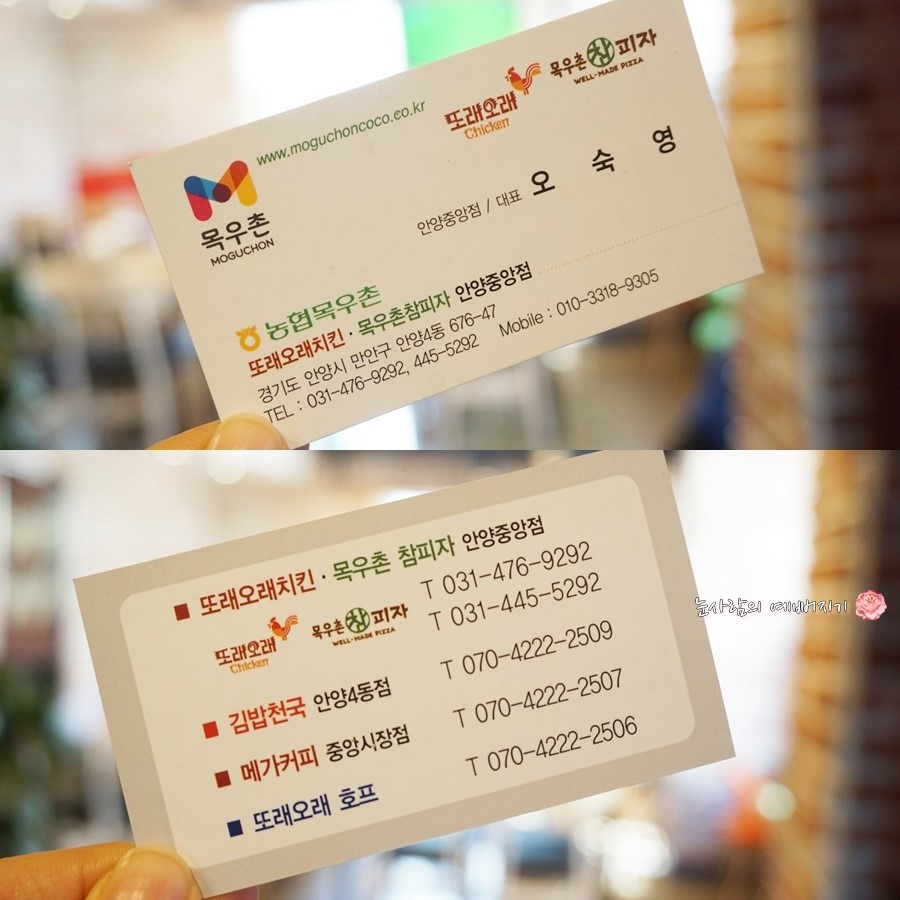 www.moguchoncoco.co.kr
또래오래
Chicken
목우촌참피자
WELL-MADE PIZZA
목우촌
MOGUCHON
안양중앙점 / 대표 오 숙 영
농협목우촌
또래오래치킨 · 목우촌참피자 안양중앙점
경기도 안양시 만안구 안양4동 676-47
TEL : 031-476-9292, 445-5292 Mobile : 010-3318-9305
■ 또래오래치킨 · 목우촌 참피자 안양중앙점
T 031-476-9292
T 031-445-5292
또래오래
Chicken
목우촌참피자
WELL-MADE PIZZA
■ 김밥천국 안양4동점 T 070-4222-2509
■ 메가커피 중앙시장점 T 070-4222-2507
■ 또래오래 호프 T 070-4222-2506
눈사람의 예뻐지기